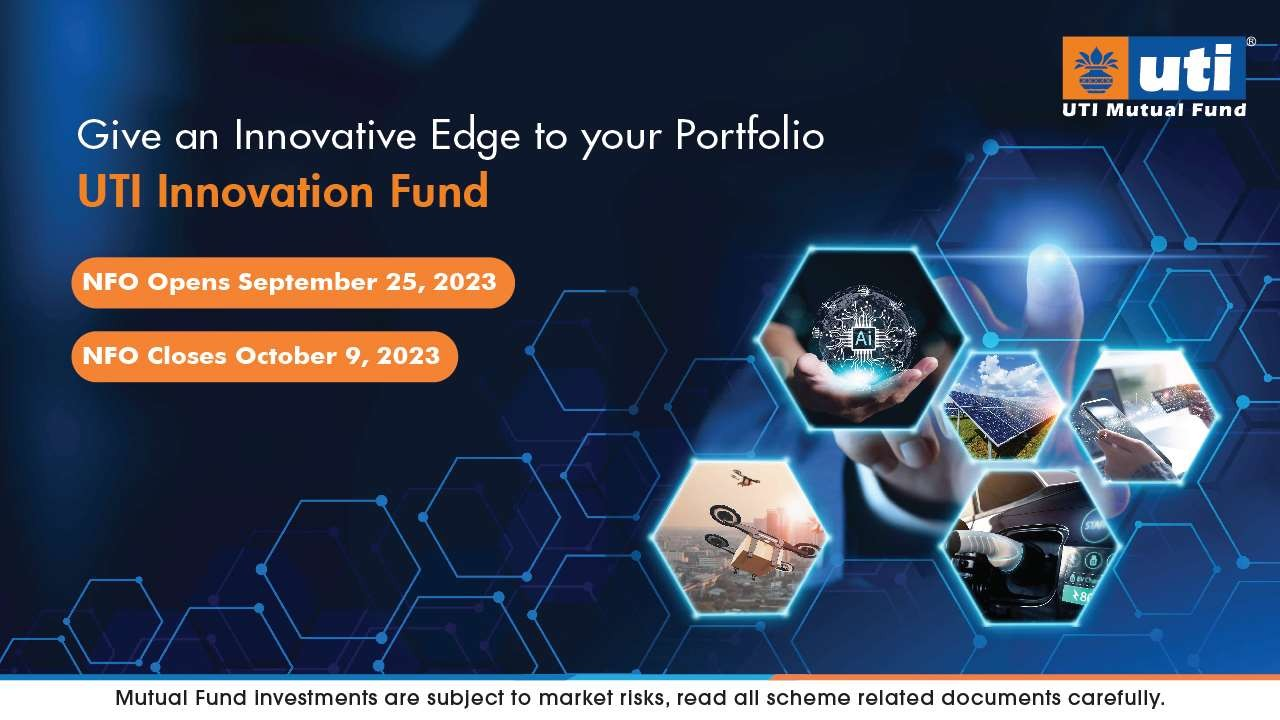 uti®
UTI Mutual Fund
Give an Innovative Edge to your Portfolio
UTI Innovation Fund
NFO Opens September 25, 2023
NFO Closes October 9, 2023
Ai
Mutual Fund investments are subject to market risks, read all scheme related documents carefully.